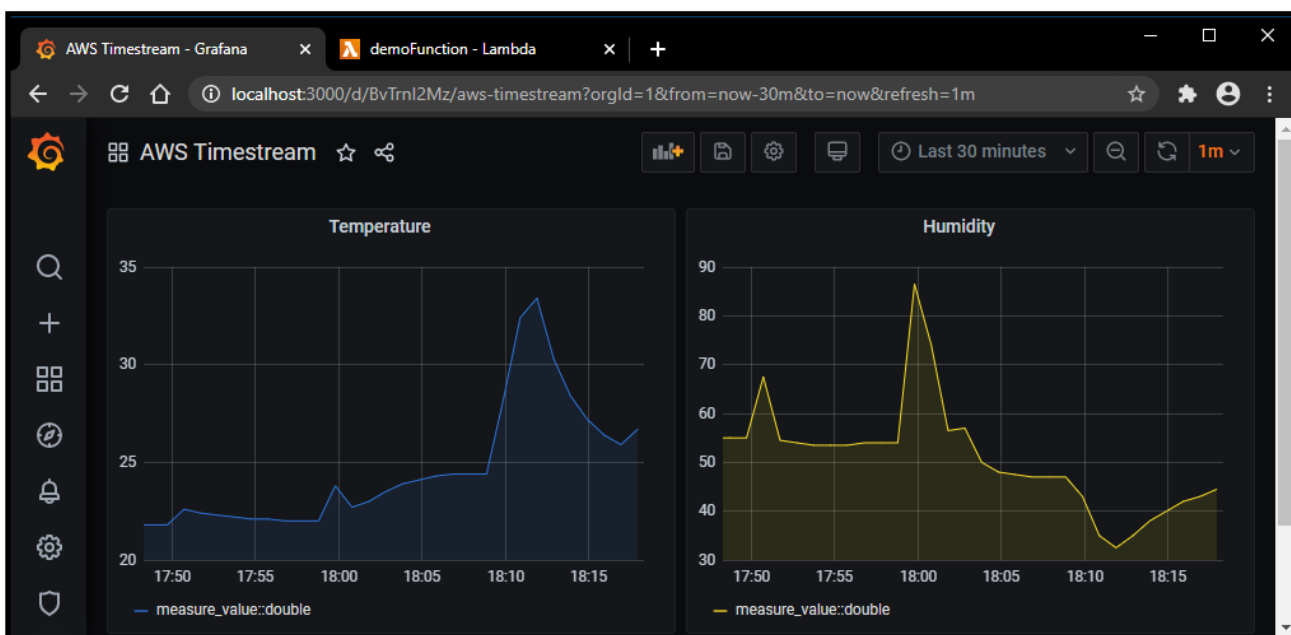 AWS Timestream - Grafana
demoFunction - Lambda
localhost:3000/d/BvTrnI2Mz/aws-timestream?orgId=1&from=now-30m&to=now&refresh=1m
AWS Timestream
Last 30 minutes
1m
Temperature
35
30
25
20
17:50 17:55 18:00 18:05 18:10 18:15
measure_value::double
Humidity
90
80
70
60
50
40
30
17:50 17:55 18:00 18:05 18:10 18:15
measure_value::double